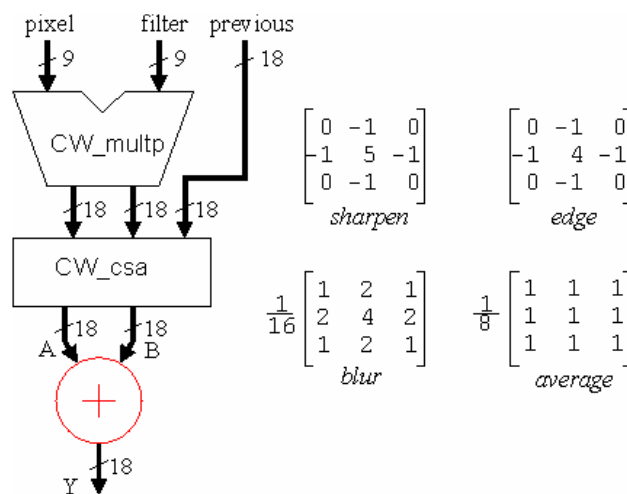 pixel filter previous
9 9 18
CW_multp
18 18 18
CW_csa
18 18
A B
+
18
Y
0 -1 0
-1 5 -1
0 -1 0
sharpen
0 -1 0
-1 4 -1
0 -1 0
edge
1/16
1 2 1
2 4 2
1 2 1
blur
1/8
1 1 1
1 1 1
1 1 1
average